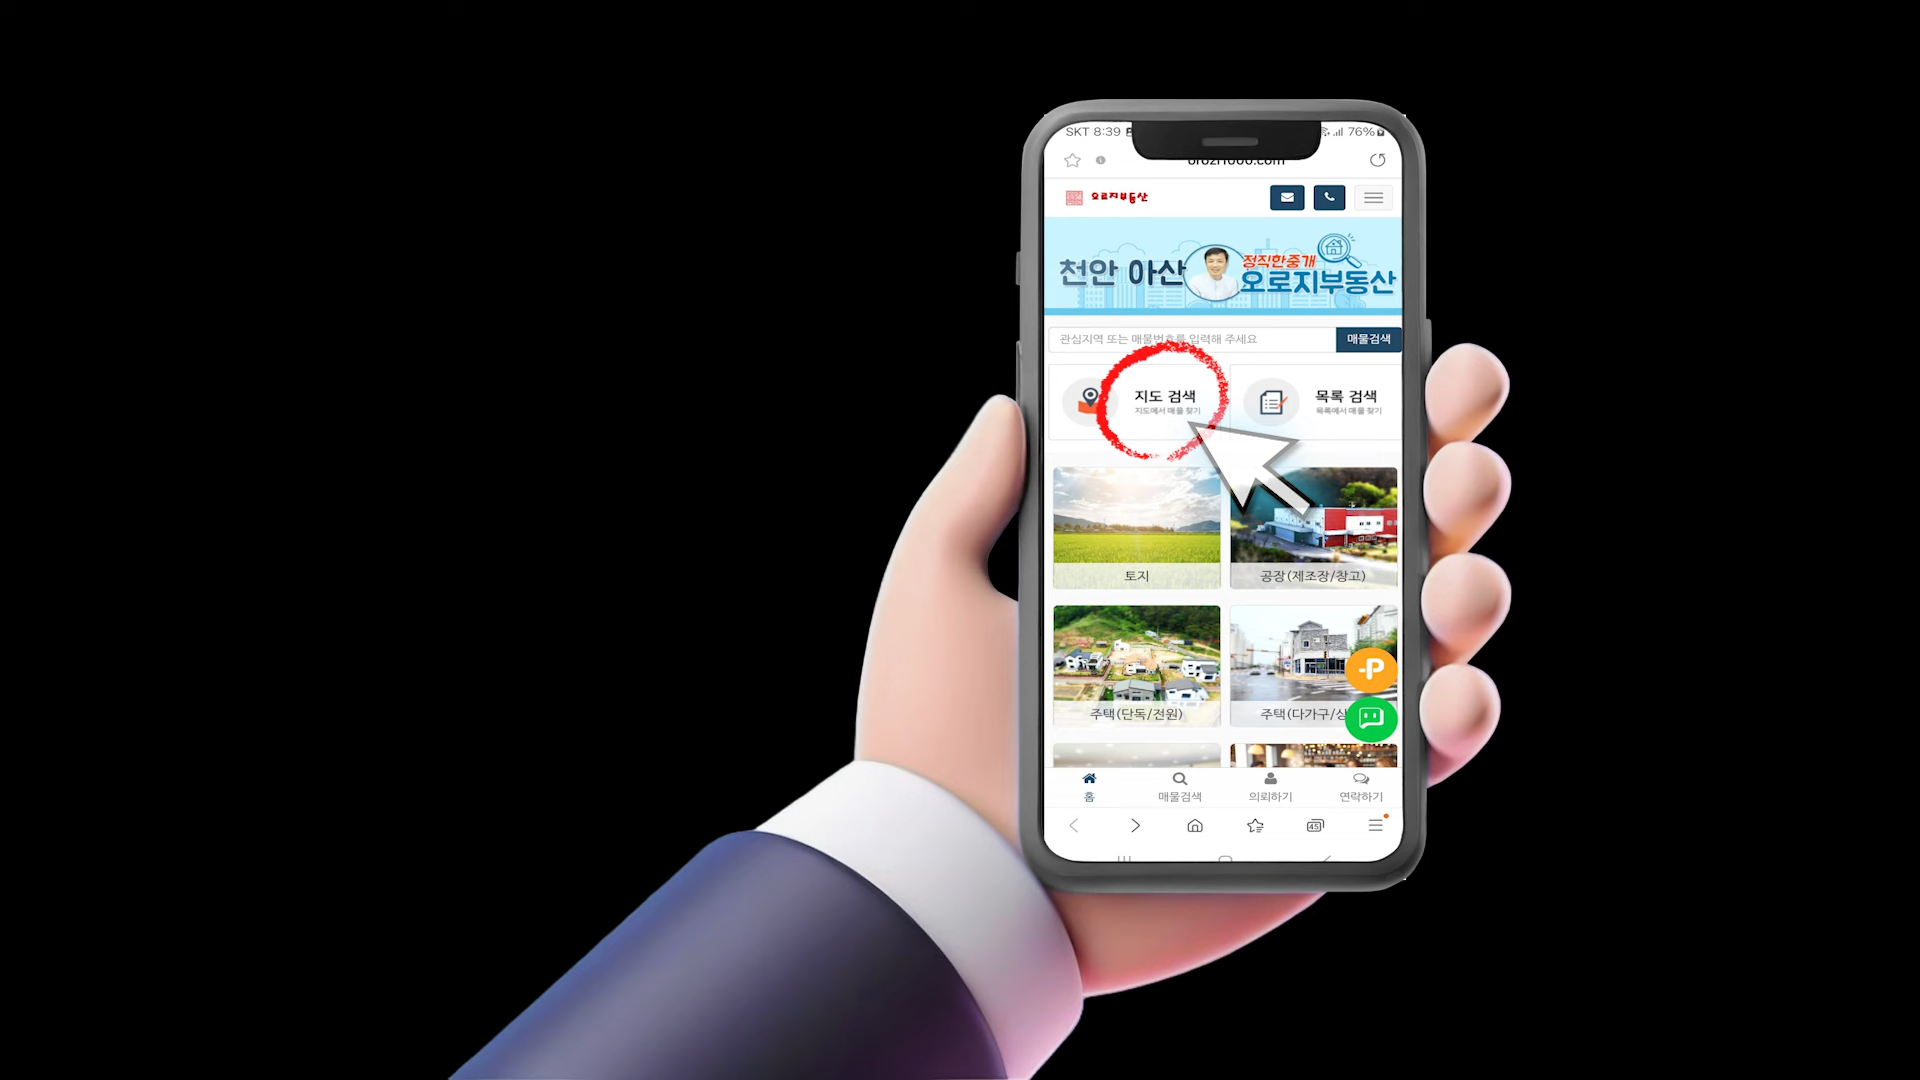 SKT 8:39
76%
오로지부동산
천안 아산
정직한중개
오로지부동산
관심지역 또는 매물번호를 입력해 주세요
매물검색
지도 검색
지도에서 매물 찾기
목록 검색
목록에서 매물 찾기
토지
공장(제조장/창고)
주택(단독/전원)
주택(다가구/상
P
홈
매물검색
의뢰하기
연락하기
45